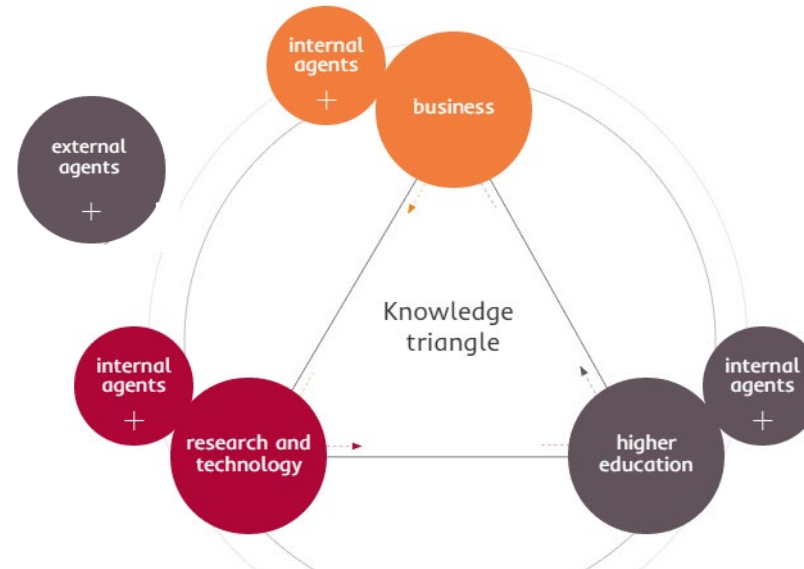 internal
agents
+
business
external
agents
+
Knowledge
triangle
internal
agents
+
internal
agents
+
research and
technology
higher
education